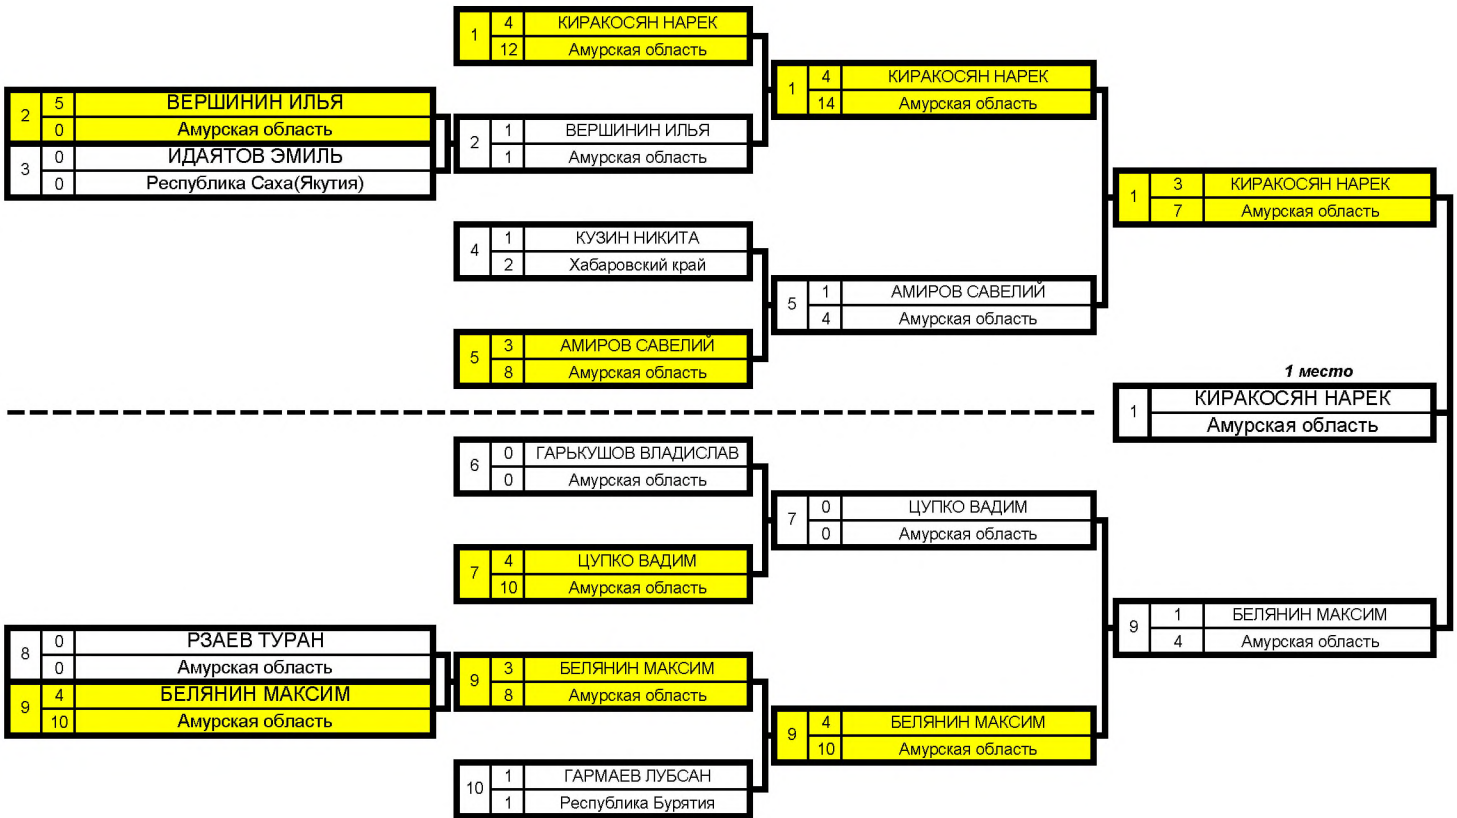 2 5 ВЕРШИНИН ИЛЬЯ
0 Амурская область
3 0 ИДАЯТОВ ЭМИЛЬ
0 Республика Саха(Якутия)
8 0 РЗАЕВ ТУРАН
0 Амурская область
9 4 БЕЛЯНИН МАКСИМ
10 Амурская область
1 4 КИРАКОСЯН НАРЕК
12 Амурская область
2 1 ВЕРШИНИН ИЛЬЯ
1 Амурская область
4 1 КУЗИН НИКИТА
2 Хабаровский край
5 3 АМИРОВ САВЕЛИЙ
8 Амурская область
6 0 ГАРЬКУШОВ ВЛАДИСЛАВ
0 Амурская область
7 4 ЦУПКО ВАДИМ
10 Амурская область
9 3 БЕЛЯНИН МАКСИМ
8 Амурская область
10 1 ГАРМАЕВ ЛУБСАН
1 Республика Бурятия
1 4 КИРАКОСЯН НАРЕК
14 Амурская область
5 1 АМИРОВ САВЕЛИЙ
4 Амурская область
7 0 ЦУПКО ВАДИМ
0 Амурская область
9 4 БЕЛЯНИН МАКСИМ
10 Амурская область
1 3 КИРАКОСЯН НАРЕК
7 Амурская область
1 место
1 КИРАКОСЯН НАРЕК
Амурская область
9 1 БЕЛЯНИН МАКСИМ
4 Амурская область